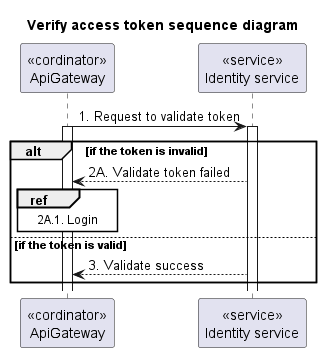 Verify access token sequence diagram
«cordinator»
ApiGateway
«service»
Identity service
1. Request to validate token
alt
[if the token is invalid]
2A. Validate token failed
ref
2A.1. Login
[if the token is valid]
3. Validate success
«cordinator»
ApiGateway
«service»
Identity service